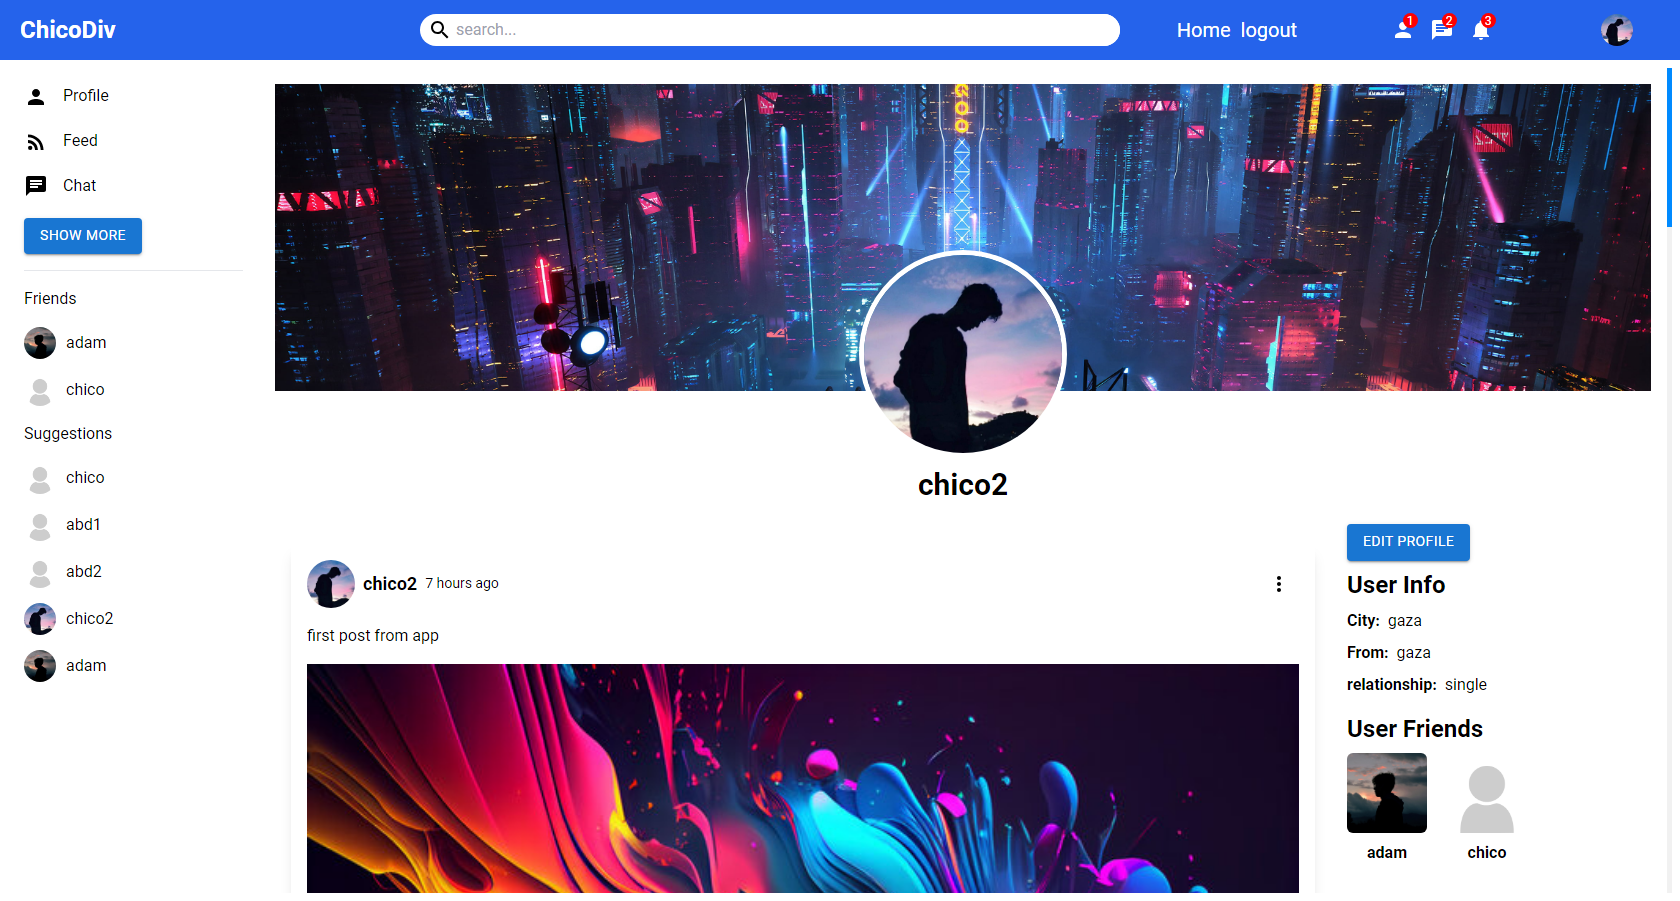 ChicoDiv
search...
Home logout
1
2
3
Profile
Feed
Chat
SHOW MORE
Friends
adam
chico
Suggestions
chico
abd1
abd2
chico2
adam
chico2
chico2 7 hours ago
first post from app
EDIT PROFILE
User Info
City: gaza
From: gaza
relationship: single
User Friends
adam
chico